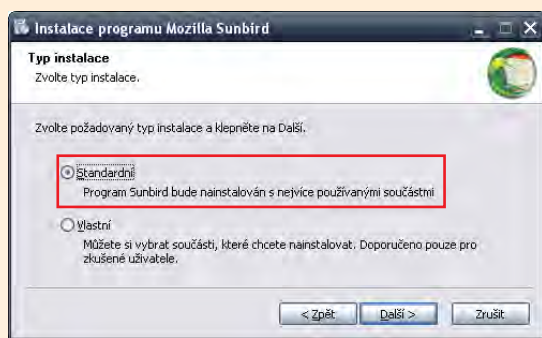 Instalace programu Mozilla Sunbird
Typ instalace
Zvolte typ instalace.
Zvolte požadovaný typ instalace a klepněte na Další.
Standardní
Program Sunbird bude nainstalován s nejvíce používanými součástmi
Vlastní
Můžete si vybrat součásti, které chcete nainstalovat. Doporučeno pouze pro
zkušené uživatele.
< Zpět Další > Zrušit